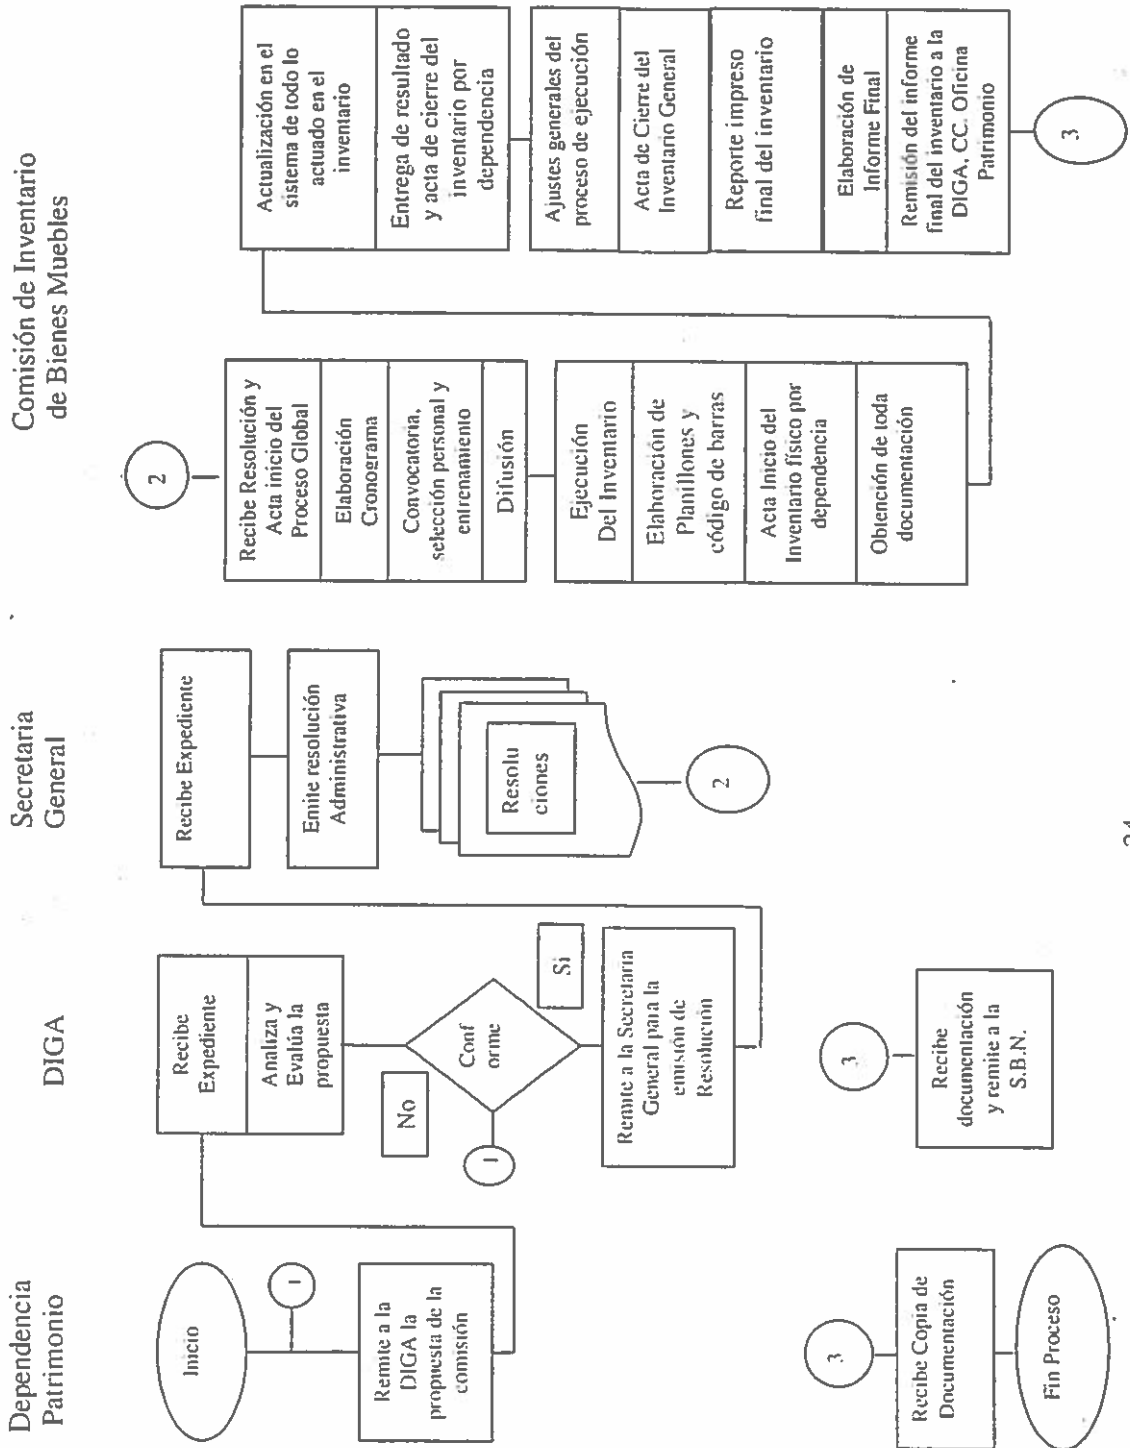 Dependencia
Patrimonio
Inicio
1
Remite a la
DIGA la
propuesta de la
comisión
3
Recibe Copia de
Documentación
Fin Proceso
DIGA
Recibe
Expediente
Analiza y
Evalúa la
propuesta
No
Conf
orme
Si
1
Remite a la Secretaria
General para la
emisión de
Resolución
3
Recibe
documentación
y remite a la
S.B.N.
Secretaria
General
Recibe Expediente
Emite resolución
Administrativa
Resolu
ciones
2
Comisión de Inventario
de Bienes Muebles
2
Recibe Resolución y
Acta inicio del
Proceso Global
Elaboración
Cronograma
Convocatoria,
selección personal y
entrenamiento
Difusión
Ejecución
Del Inventario
Elaboración de
Planillones y
código de barras
Acta Inicio del
Inventario físico por
dependencia
Obtención de toda
documentación
Actualización en el
sistema de todo lo
actuado en el
inventario
Entrega de resultado
y acta de cierre del
inventario por
dependencia
Ajustes generales del
proceso de ejecución
Acta de Cierre del
Inventario General
Reporte impreso
final del inventario
Elaboración de
Informe Final
Remisión del informe
final del inventario a la
DIGA, CC. Oficina
Patrimonio
3